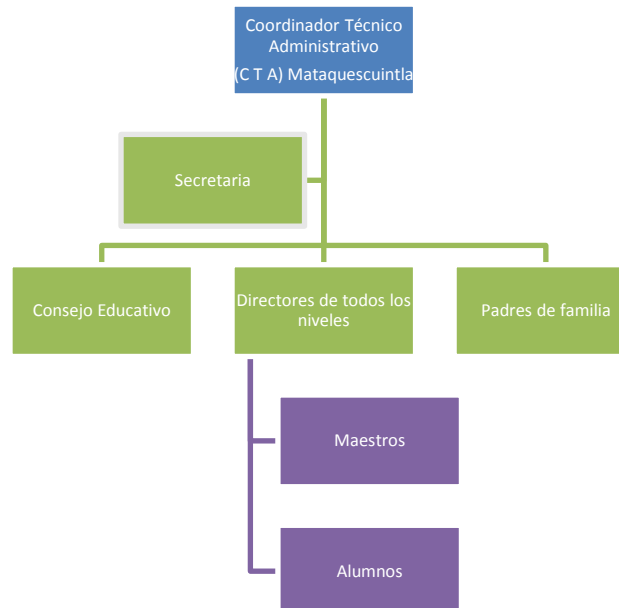 Coordinador Técnico
Administrativo
(C T A) Mataquescuintla
Secretaria
Consejo Educativo
Directores de todos los
niveles
Padres de familia
Maestros
Alumnos